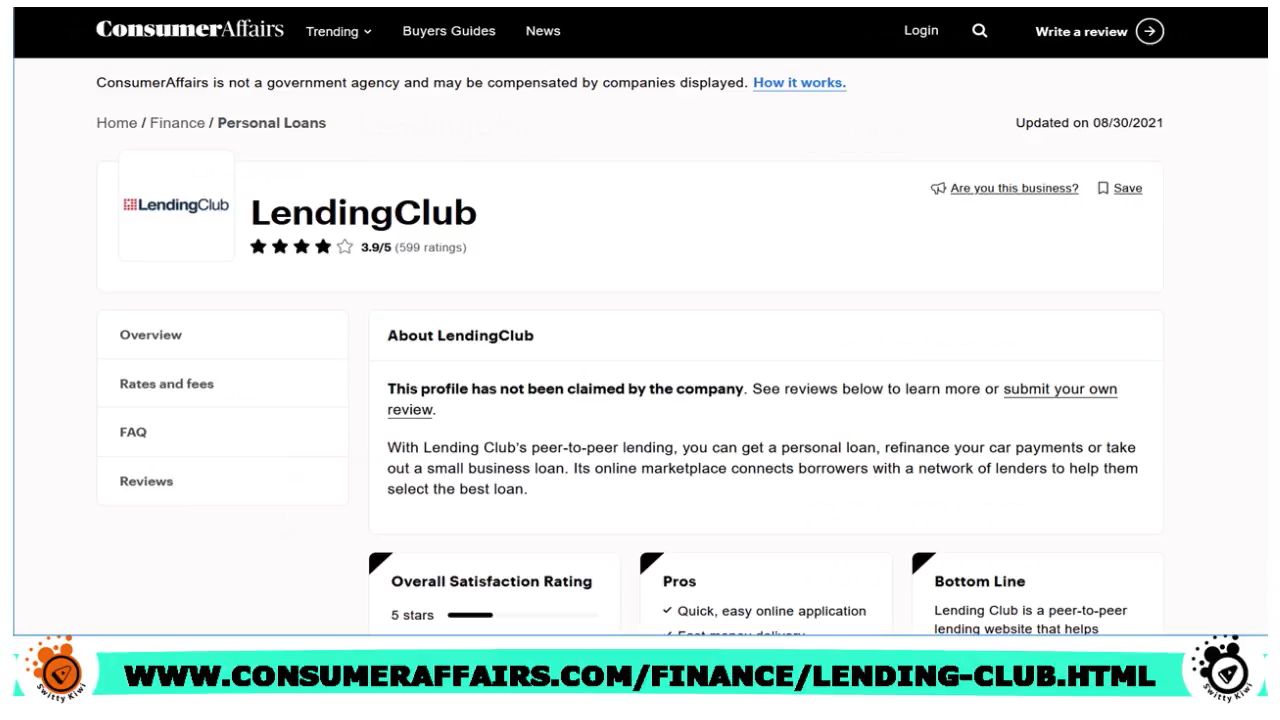 ConsumerAffairs Trending Buyers Guides News Login Write a review
ConsumerAffairs is not a government agency and may be compensated by companies displayed. How it works.
Home / Finance / Personal Loans Updated on 08/30/2021
Are you this business? Save
LendingClub
LendingClub
3.9/5 (599 ratings)
Overview
Rates and fees
FAQ
Reviews
About LendingClub
This profile has not been claimed by the company. See reviews below to learn more or submit your own
review.
With Lending Club's peer-to-peer lending, you can get a personal loan, refinance your car payments or take
out a small business loan. Its online marketplace connects borrowers with a network of lenders to help them
select the best loan.
Overall Satisfaction Rating
5 stars
Pros
Quick, easy online application
Fast money delivery
Bottom Line
Lending Club is a peer-to-peer
lending website that helps
WWW.CONSUMERAFFAIRS.COM/FINANCE/LENDING-CLUB.HTML
Switty Kiwi
Switty Kiwi